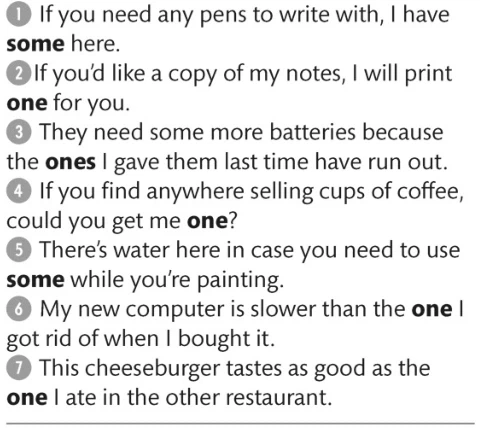 1 If you need any pens to write with, I have
some here.
2 If you'd like a copy of my notes, I will print
one for you.
3 They need some more batteries because
the ones I gave them last time have run out.
4 If you find anywhere selling cups of coffee,
could you get me one?
5 There's water here in case you need to use
some while you're painting.
6 My new computer is slower than the one I
got rid of when I bought it.
7 This cheeseburger tastes as good as the
one I ate in the other restaurant.